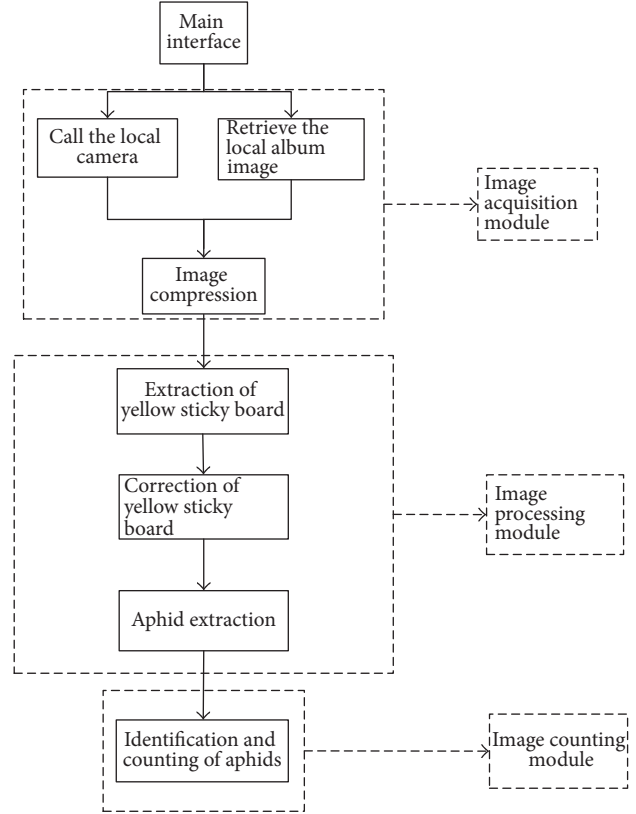 Main
interface
Call the local
camera
Retrieve the
local album
image
Image
acquisition
module
Image
compression
Extraction of
yellow sticky board
Correction of
yellow sticky
board
Image
processing
module
Aphid extraction
Identification and
counting of aphids
Image counting
module